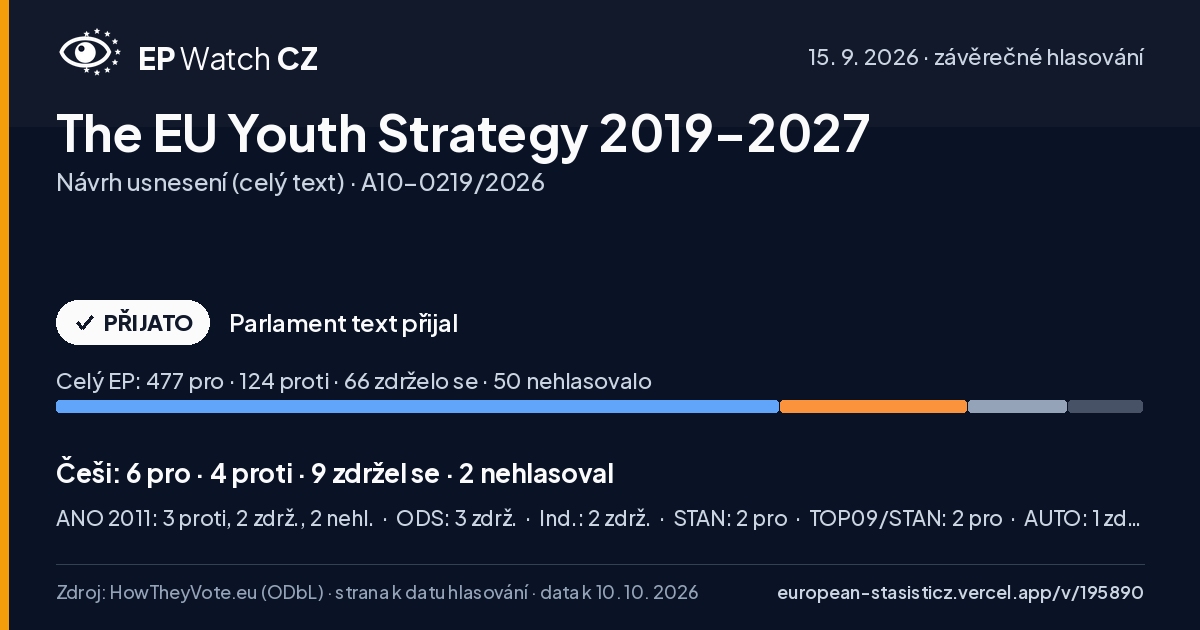 EP Watch CZ
15. 9. 2026 · závěrečné hlasování
The EU Youth Strategy 2019–2027
Návrh usnesení (celý text) · A10–0219/2026
✓ PŘIJATO Parlament text přijal
Celý EP: 477 pro · 124 proti · 66 zdrželo se · 50 nehlasovalo
Češi: 6 pro · 4 proti · 9 zdržel se · 2 nehlasoval
ANO 2011: 3 proti, 2 zdrž., 2 nehl. · ODS: 3 zdrž. · Ind.: 2 zdrž. · STAN: 2 pro · TOP09/STAN: 2 pro · AUTO: 1 zd…
Zdroj: HowTheyVote.eu (ODbL) · strana k datu hlasování · data k 10. 10. 2026
european-stasisticz.vercel.app/v/195890